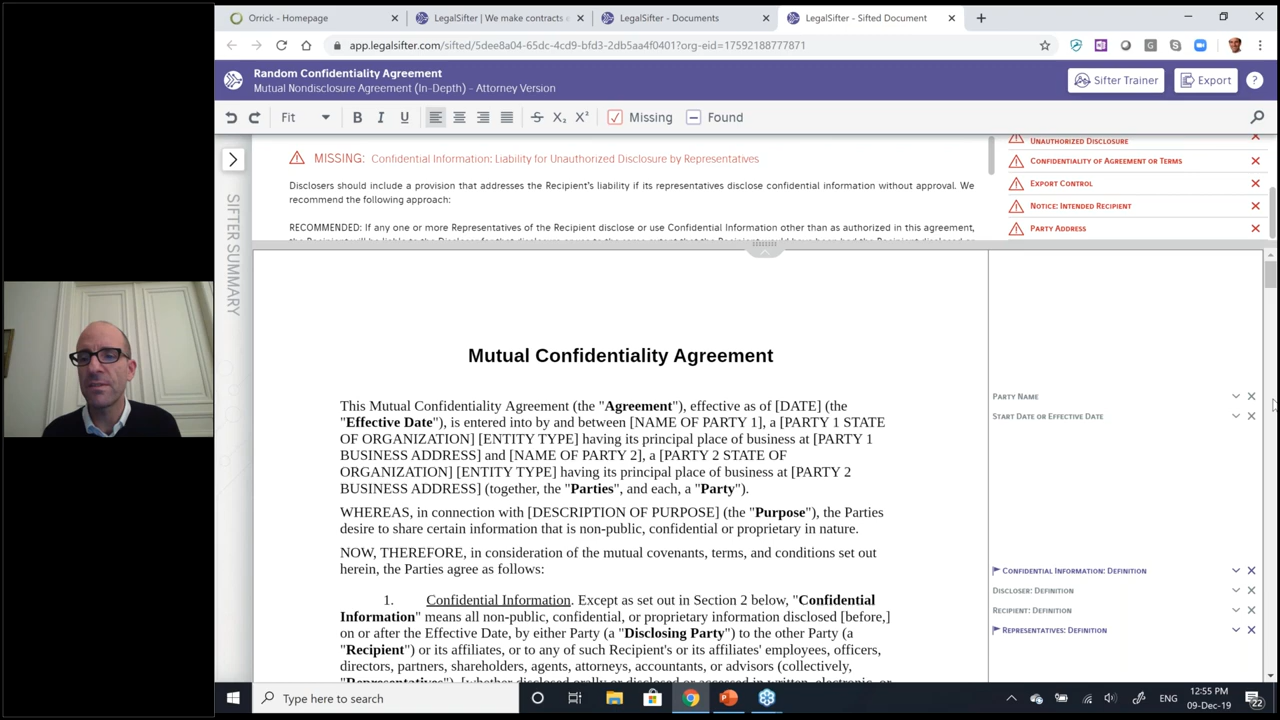 Orrick - Homepage
LegalSifter | We make contracts e
LegalSifter - Documents
LegalSifter - Sifted Document
app.legalsifter.com/sifted/5dee8a04-65dc-4cd9-bfd3-2db5aa4f0401?org-eid=17592188777871
Random Confidentiality Agreement
Mutual Nondisclosure Agreement (In-Depth) - Attorney Version
Sifter Trainer
Export
?
Fit
B I U
S X₂ X²
Missing
Found
SIFTER SUMMARY
MISSING: Confidential Information: Liability for Unauthorized Disclosure by Representatives
Disclosers should include a provision that addresses the Recipient's liability if its representatives disclose confidential information without approval. We
recommend the following approach:
RECOMMENDED: If any one or more Representatives of the Recipient disclose or use Confidential Information other than as authorized in this agreement,
UNAUTHORIZED DISCLOSURE
CONFIDENTIALITY OF AGREEMENT OR TERMS
EXPORT CONTROL
NOTICE: INTENDED RECIPIENT
PARTY ADDRESS
Mutual Confidentiality Agreement
This Mutual Confidentiality Agreement (the "Agreement"), effective as of [DATE] (the
"Effective Date"), is entered into by and between [NAME OF PARTY 1], a [PARTY 1 STATE
OF ORGANIZATION] [ENTITY TYPE] having its principal place of business at [PARTY 1
BUSINESS ADDRESS] and [NAME OF PARTY 2], a [PARTY 2 STATE OF
ORGANIZATION] [ENTITY TYPE] having its principal place of business at [PARTY 2
BUSINESS ADDRESS] (together, the "Parties", and each, a "Party").
WHEREAS, in connection with [DESCRIPTION OF PURPOSE] (the "Purpose"), the Parties
desire to share certain information that is non-public, confidential or proprietary in nature.
NOW, THEREFORE, in consideration of the mutual covenants, terms, and conditions set out
herein, the Parties agree as follows:
1. Confidential Information. Except as set out in Section 2 below, "Confidential
Information" means all non-public, confidential, or proprietary information disclosed [before,]
on or after the Effective Date, by either Party (a "Disclosing Party") to the other Party (a
"Recipient") or its affiliates, or to any of such Recipient's or its affiliates' employees, officers,
directors, partners, shareholders, agents, attorneys, accountants, or advisors (collectively,
"Representatives"), [whether disclosed orally or disclosed or accessed in written, electronic, or
PARTY NAME
START DATE OR EFFECTIVE DATE
CONFIDENTIAL INFORMATION: DEFINITION
DISCLOSER: DEFINITION
RECIPIENT: DEFINITION
REPRESENTATIVES: DEFINITION
Type here to search
ENG
12:55 PM
09-Dec-19
22